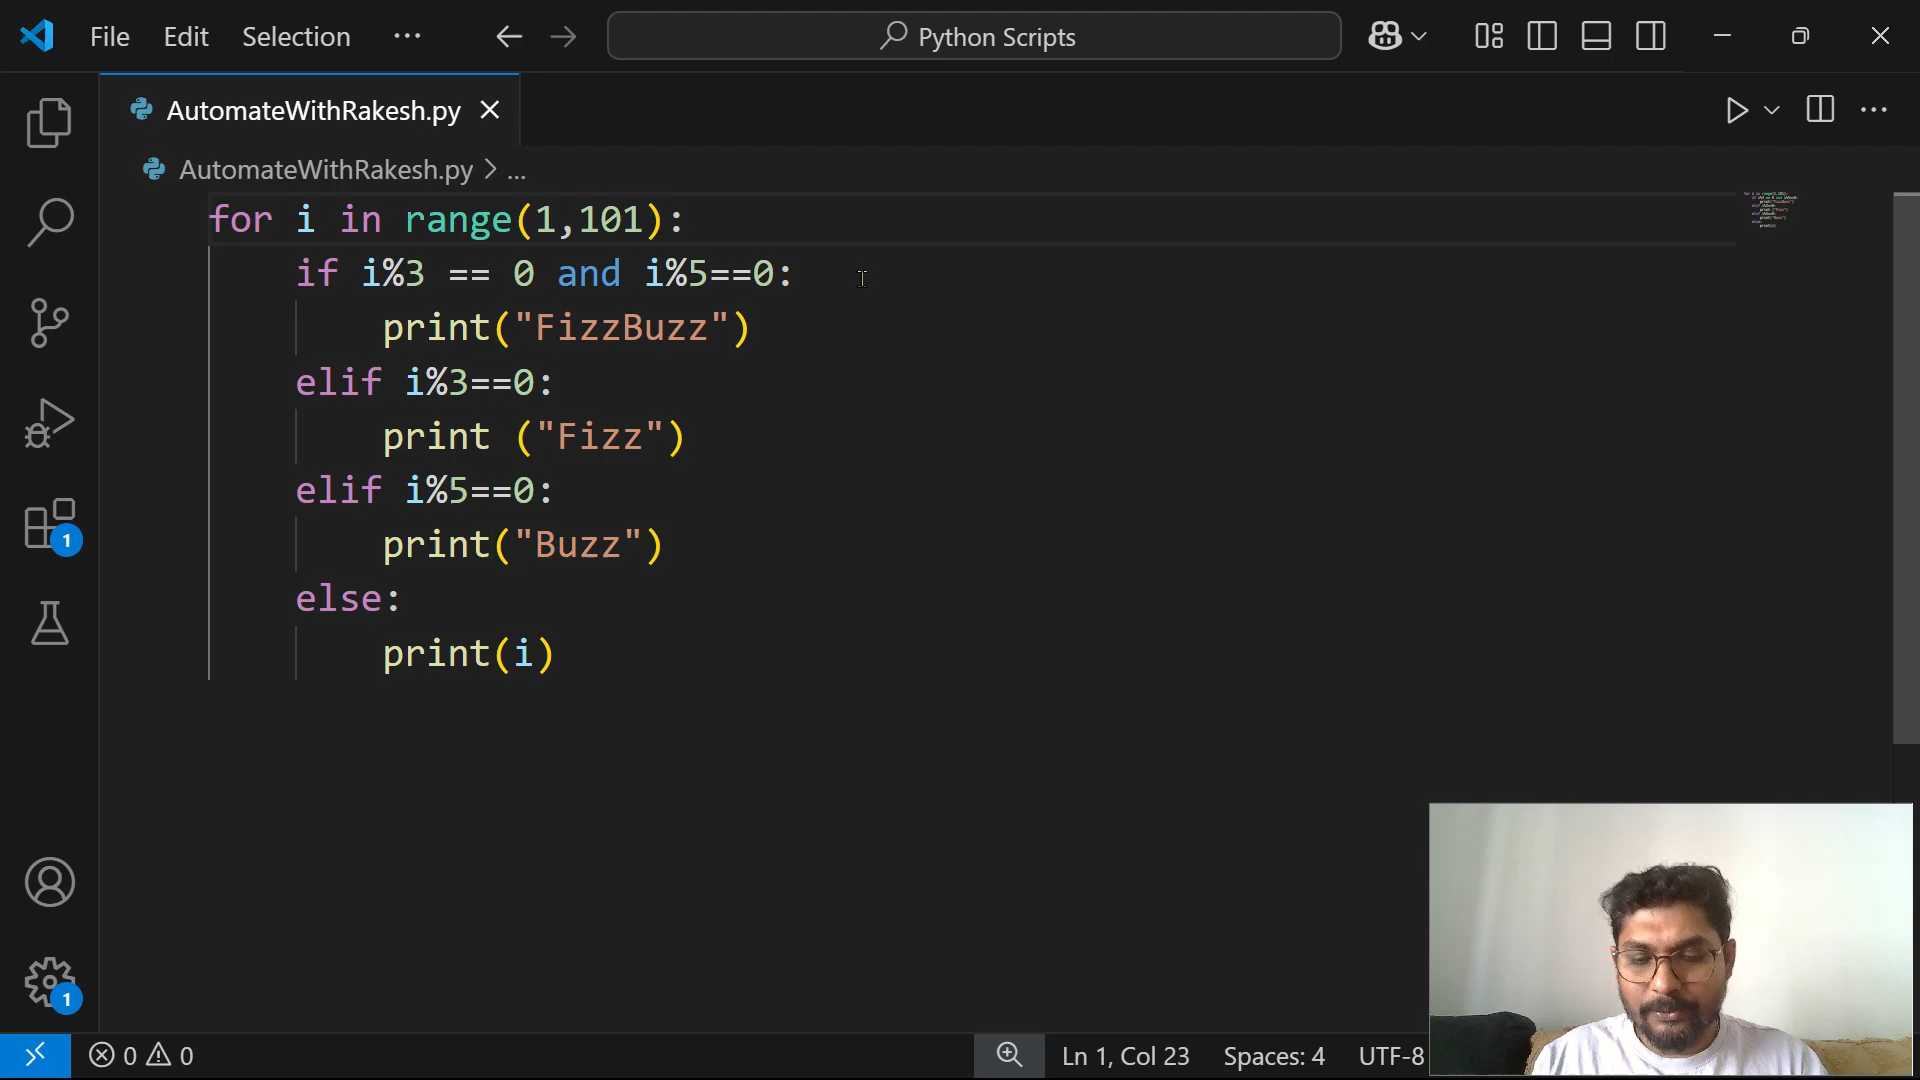 File Edit Selection ··· Python Scripts
AutomateWithRakesh.py
AutomateWithRakesh.py > ...
for i in range(1,101):
    if i%3 == 0 and i%5==0:
        print("FizzBuzz")
    elif i%3==0:
        print ("Fizz")
    elif i%5==0:
        print("Buzz")
    else:
        print(i)
1
1
0 0 Ln 1, Col 23 Spaces: 4 UTF-8